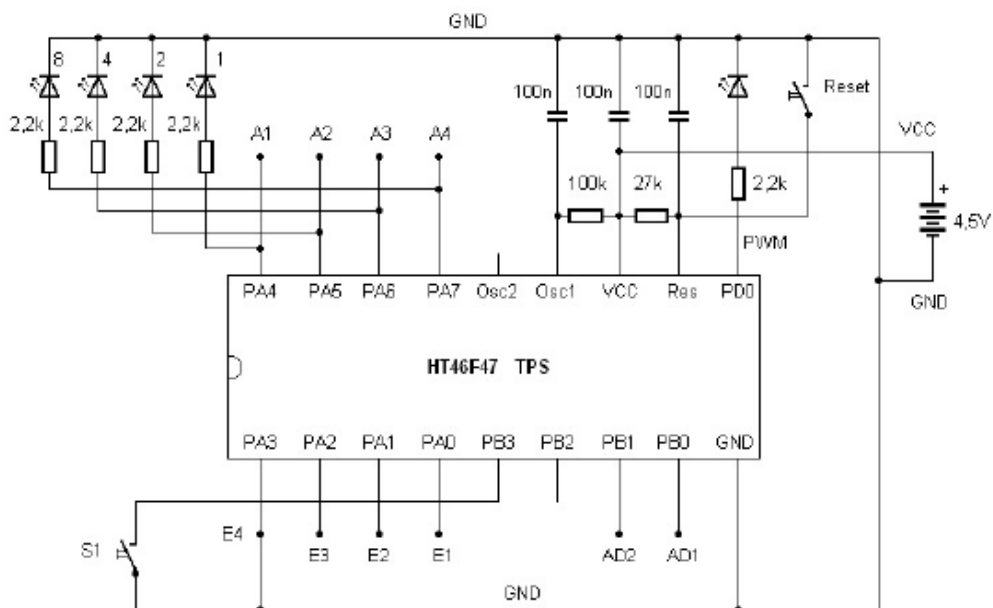 GND
8 4 2 1
2,2k 2,2k 2,2k 2,2k
A1 A2 A3 A4
100n 100n 100n
Reset
VCC
100k 27k 2,2k
+
4,5V
PWM
GND
PA4 PA5 PA6 PA7 Osc2 Osc1 VCC Res PD0
HT46F47 TPS
PA3 PA2 PA1 PA0 PB3 PB2 PB1 PB0 GND
S1
E4 E3 E2 E1 AD2 AD1
GND